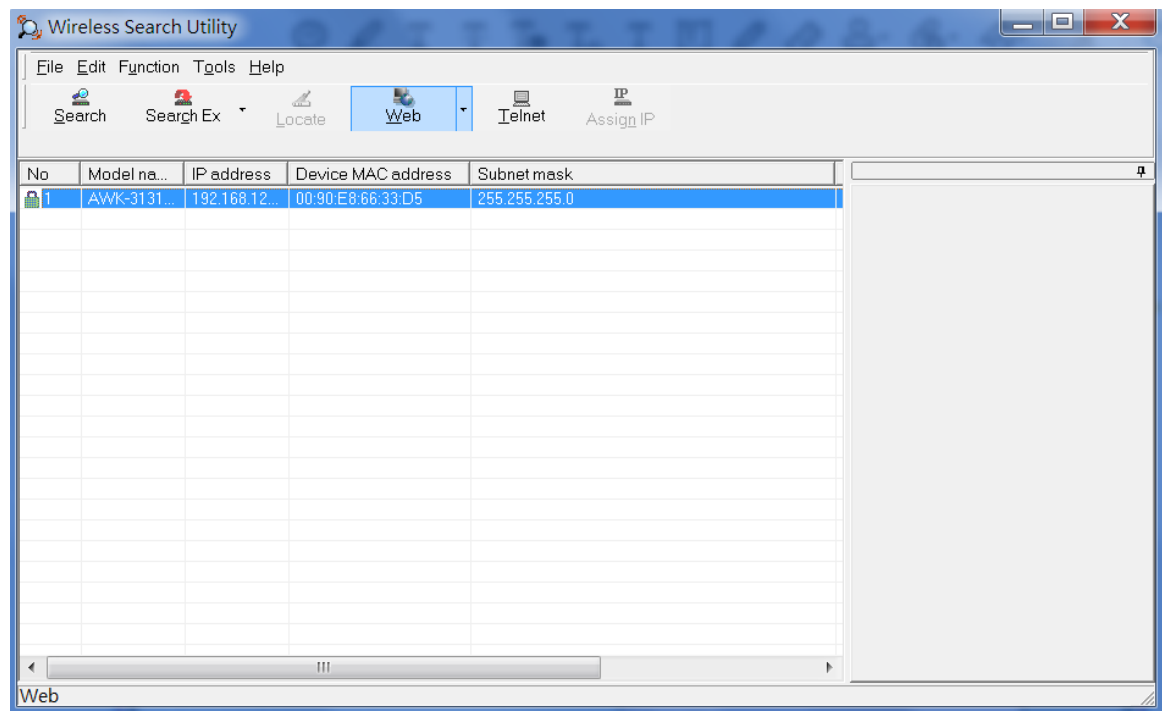 Wireless Search Utility
File Edit Function Tools Help
Search Search Ex Locate Web Telnet IP Assign IP
No Model na... IP address Device MAC address Subnet mask
1 AWK-3131... 192.168.12... 00:90:E8:66:33:D5 255.255.255.0
Web